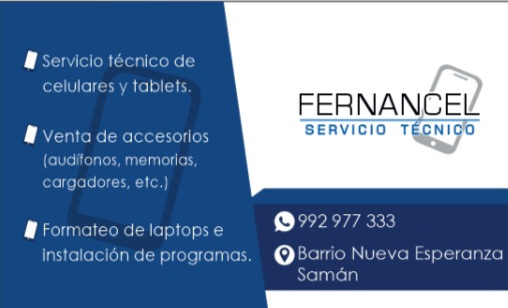 Servicio técnico de
celulares y tablets.
Venta de accesorios
(audífonos, memorias,
cargadores, etc.)
Formateo de laptops e
instalación de programas.
FERNANCEL
SERVICIO TÉCNICO
992 977 333
Barrio Nueva Esperanza
Samán